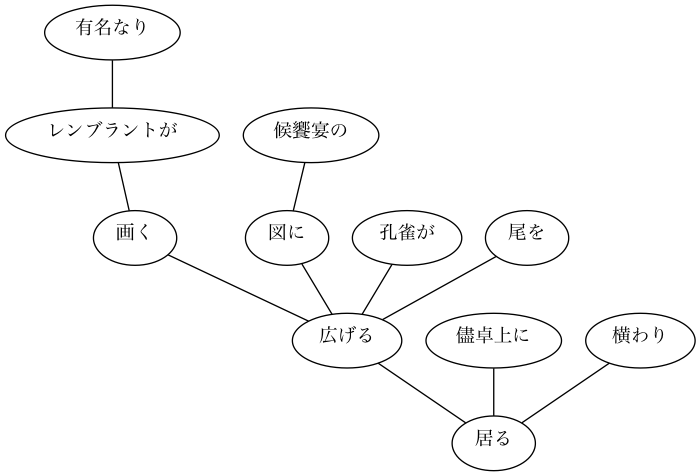 有名なり
レンブラントが
候饗宴の
画く
図に
孔雀が
尾を
広げる
儘卓上に
横わり
居る